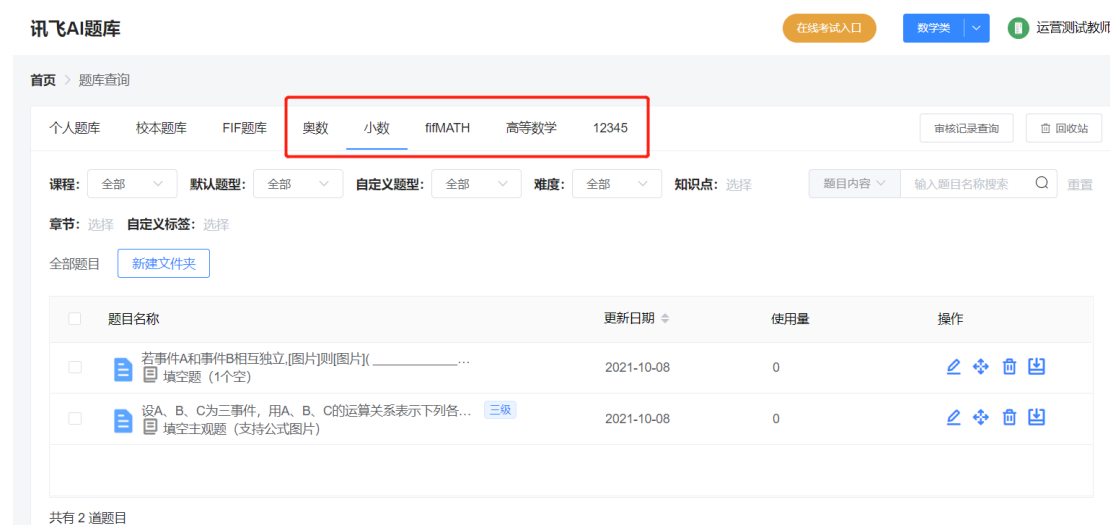 讯飞AI题库 在线考试入口 数学类 运营测试教师
首页 > 题库查询
个人题库 校本题库 FIF题库 奥数 小数 fifMATH 高等数学 12345 审核记录查询 回收站
课程： 全部 默认题型： 全部 自定义题型： 全部 难度： 全部 知识点： 选择 题目内容 输入题目名称搜索 重置
章节： 选择 自定义标签： 选择
全部题目 新建文件夹
题目名称 更新日期 使用量 操作
若事件A和事件B相互独立,[图片]则[图片]( ______________…
填空题（1个空） 2021-10-08 0
设A、B、C为三事件，用A、B、C的运算关系表示下列各… 三级
填空主观题（支持公式图片） 2021-10-08 0
共有 2 道题目